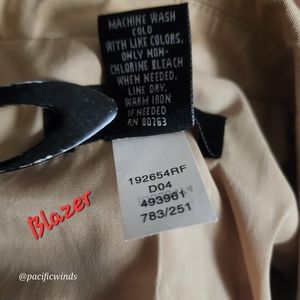 MACHINE WASH
COLD
WITH LIKE COLORS.
ONLY NON-
CHLORINE BLEACH
WHEN NEEDED.
LINE DRY.
WARM IRON
IF NEEDED
RN 80763
192654RF
D04
493961
783/251
Blazer
@pacificwinds